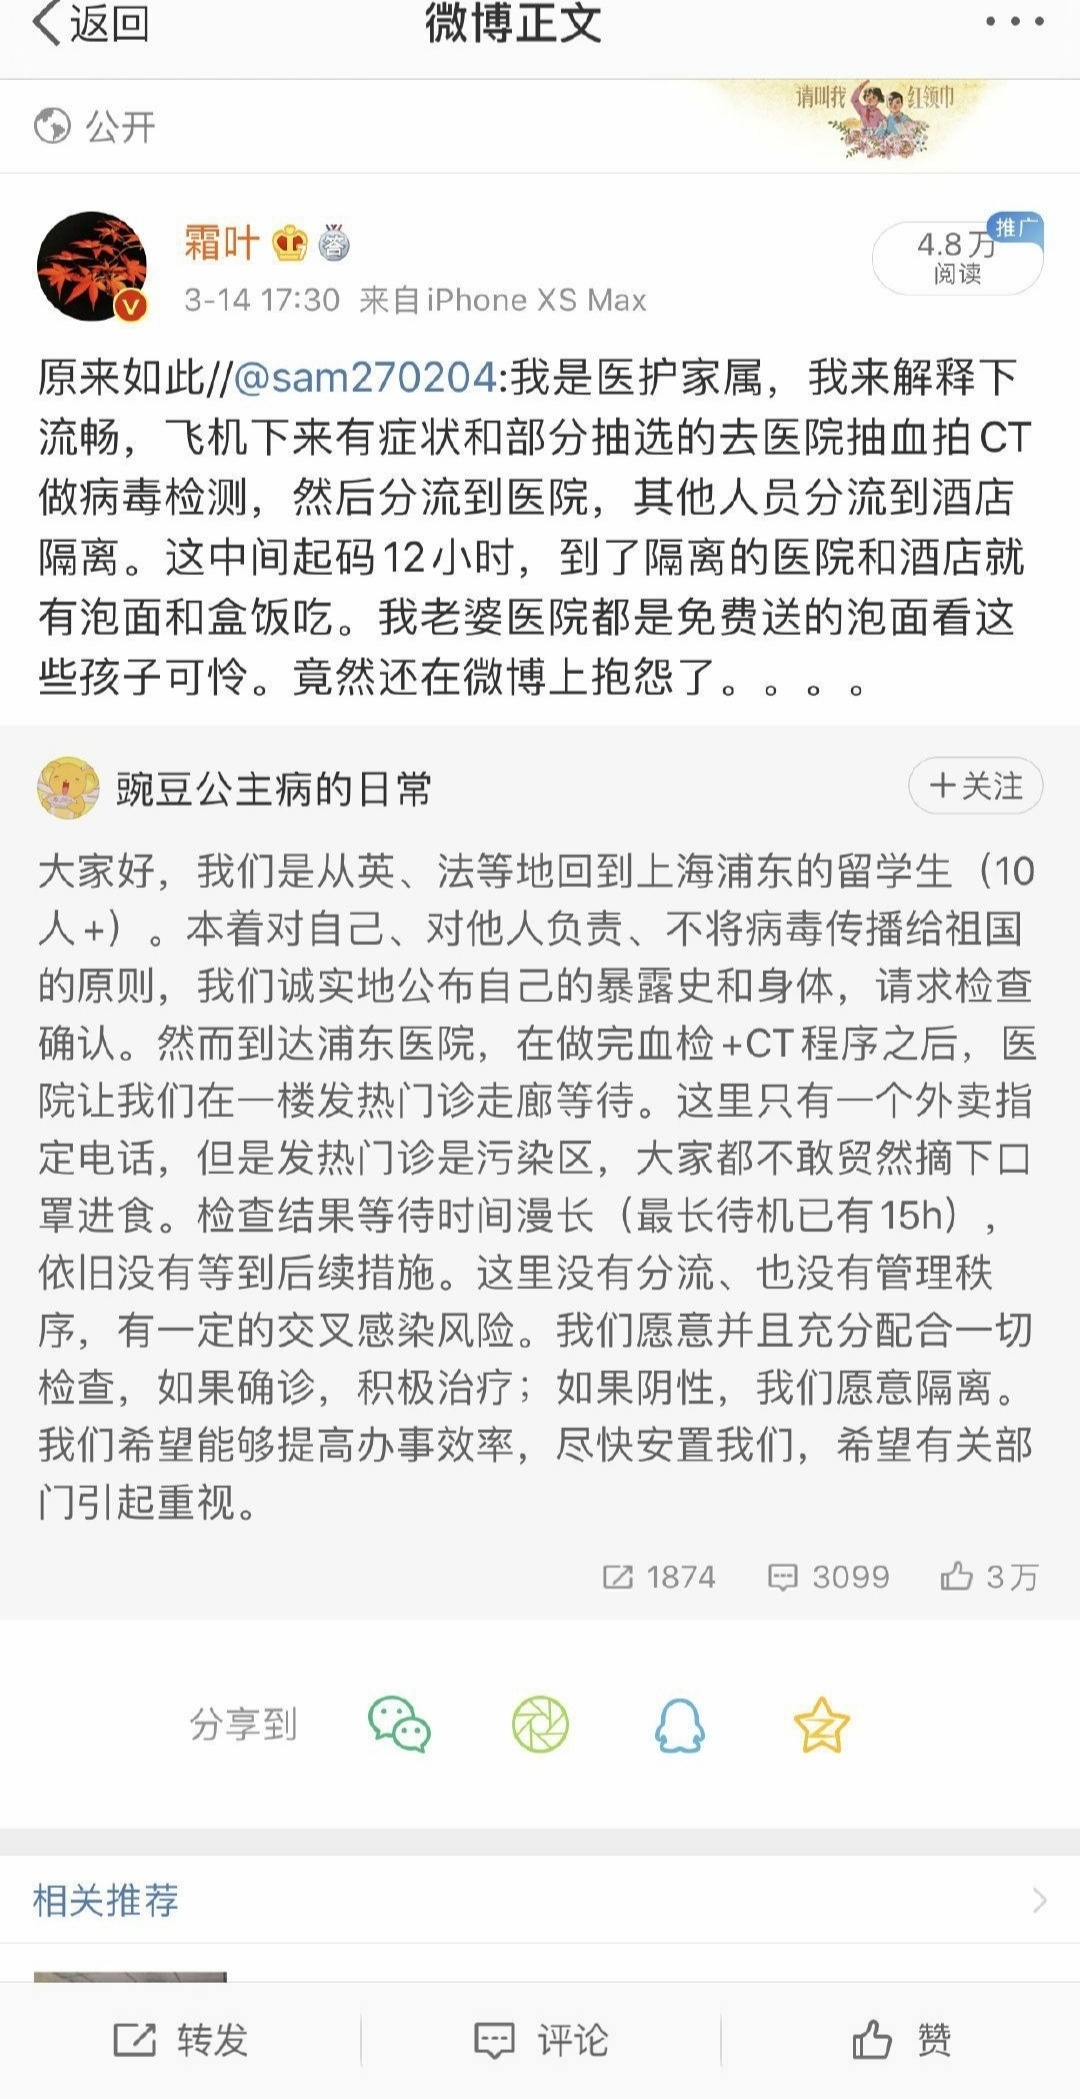 返回
微博正文
公开
请叫我 红领巾
霜叶
3-14 17:30 来自iPhone XS Max
4.8万
推广
阅读
原来如此//@sam270204:我是医护家属，我来解释下
流畅，飞机下来有症状和部分抽选的去医院抽血拍CT
做病毒检测，然后分流到医院，其他人员分流到酒店
隔离。这中间起码12小时，到了隔离的医院和酒店就
有泡面和盒饭吃。我老婆医院都是免费送的泡面看这
些孩子可怜。竟然还在微博上抱怨了。。。。
豌豆公主病的日常
+关注
大家好，我们是从英、法等地回到上海浦东的留学生（10
人+）。本着对自己、对他人负责、不将病毒传播给祖国
的原则，我们诚实地公布自己的暴露史和身体，请求检查
确认。然而到达浦东医院，在做完血检+CT程序之后，医
院让我们在一楼发热门诊走廊等待。这里只有一个外卖指
定电话，但是发热门诊是污染区，大家都不敢贸然摘下口
罩进食。检查结果等待时间漫长（最长待机已有15h），
依旧没有等到后续措施。这里没有分流、也没有管理秩
序，有一定的交叉感染风险。我们愿意并且充分配合一切
检查，如果确诊，积极治疗；如果阴性，我们愿意隔离。
我们希望能够提高办事效率，尽快安置我们，希望有关部
门引起重视。
1874 3099 3万
分享到
相关推荐
转发 评论 赞